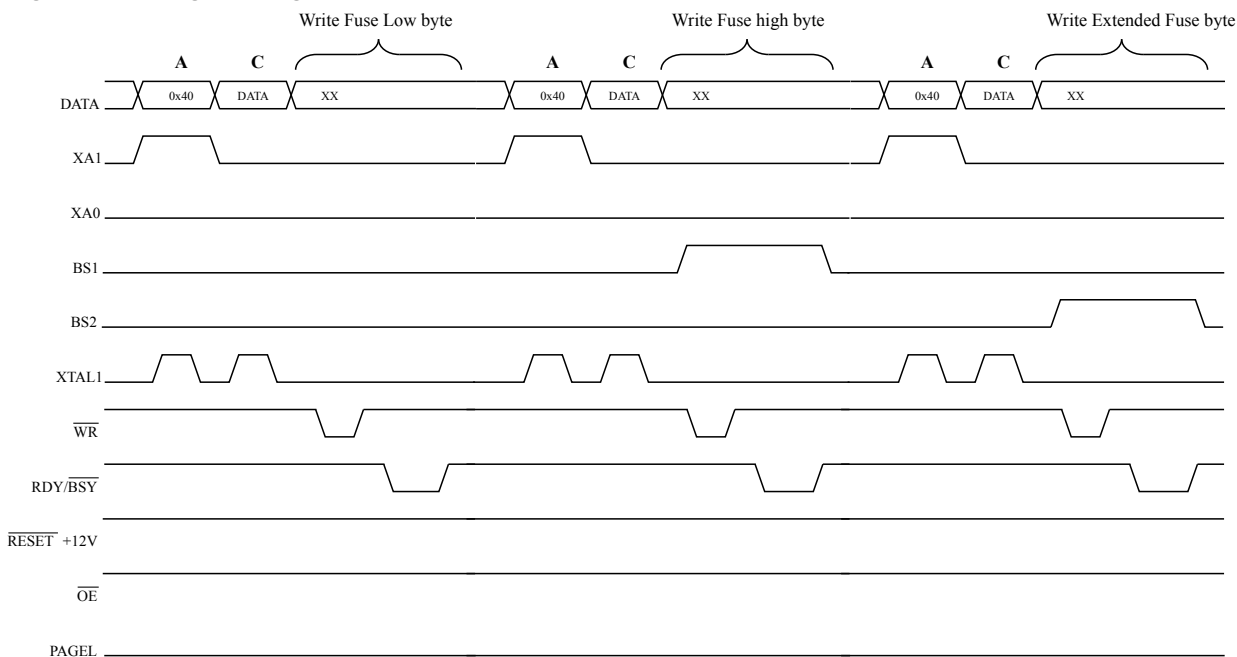 Write Fuse Low byte Write Fuse high byte Write Extended Fuse byte
A C A C A C
DATA 0x40 DATA XX 0x40 DATA XX 0x40 DATA XX
XA1
XA0
BS1
BS2
XTAL1
WR
RDY/BSY
RESET +12V
OE
PAGEL